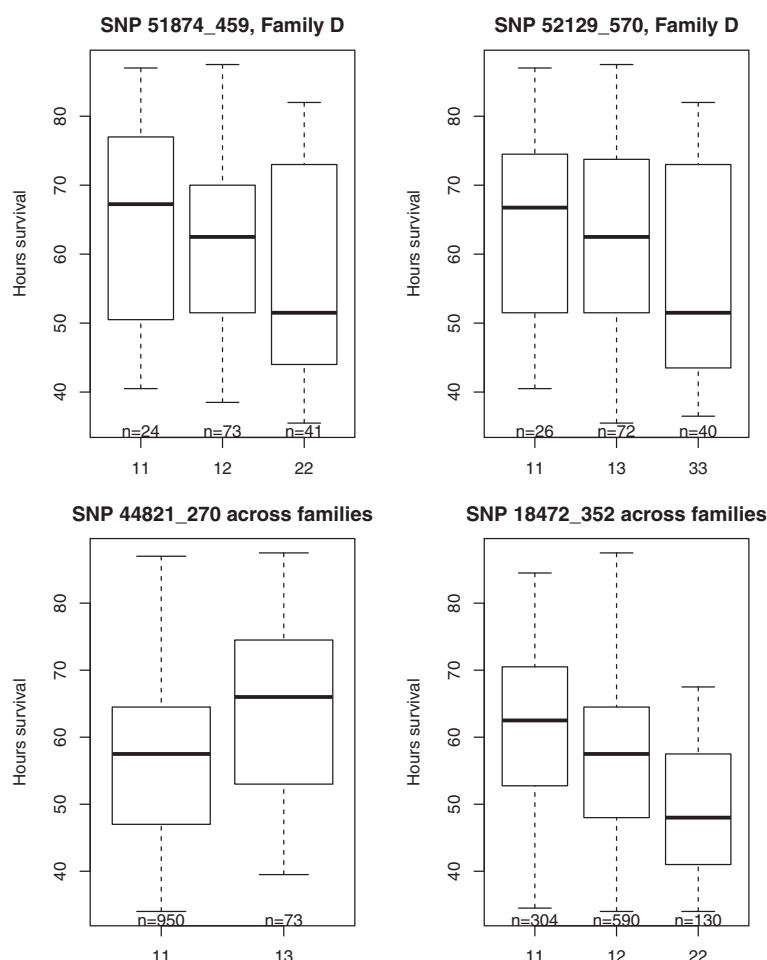 SNP 51874_459, Family D
Hours survival
80
70
60
50
40
n=24 n=73 n=41
11 12 22
SNP 52129_570, Family D
Hours survival
80
70
60
50
40
n=26 n=72 n=40
11 13 33
SNP 44821_270 across families
Hours survival
80
70
60
50
40
n=950 n=73
11 13
SNP 18472_352 across families
Hours survival
80
70
60
50
40
n=304 n=590 n=130
11 12 22